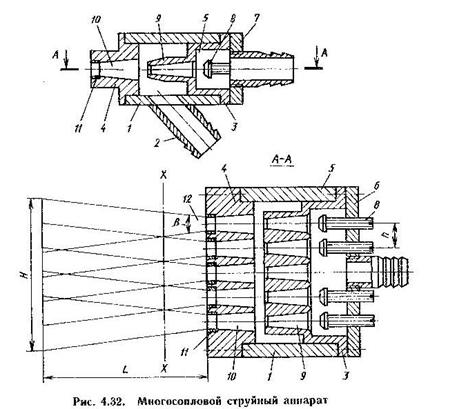 10 9 5 8 7
A A
11 4 1 2 3
A-A
X 4 5
12 6
β 8
h
H
L
X 11 10 1 9 3
Рис. 4.32. Многосопловой струйный аппарат